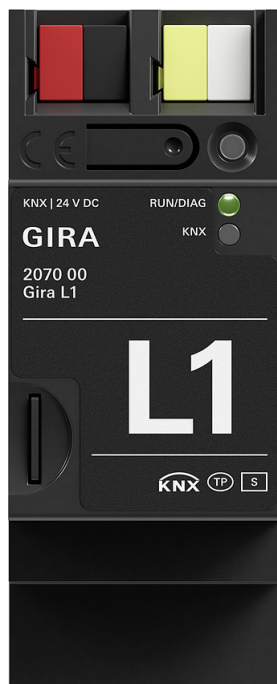 CE
KNX | 24 V DC RUN/DIAG
GIRA KNX
2070 00
Gira L1
L1
KNX TP S